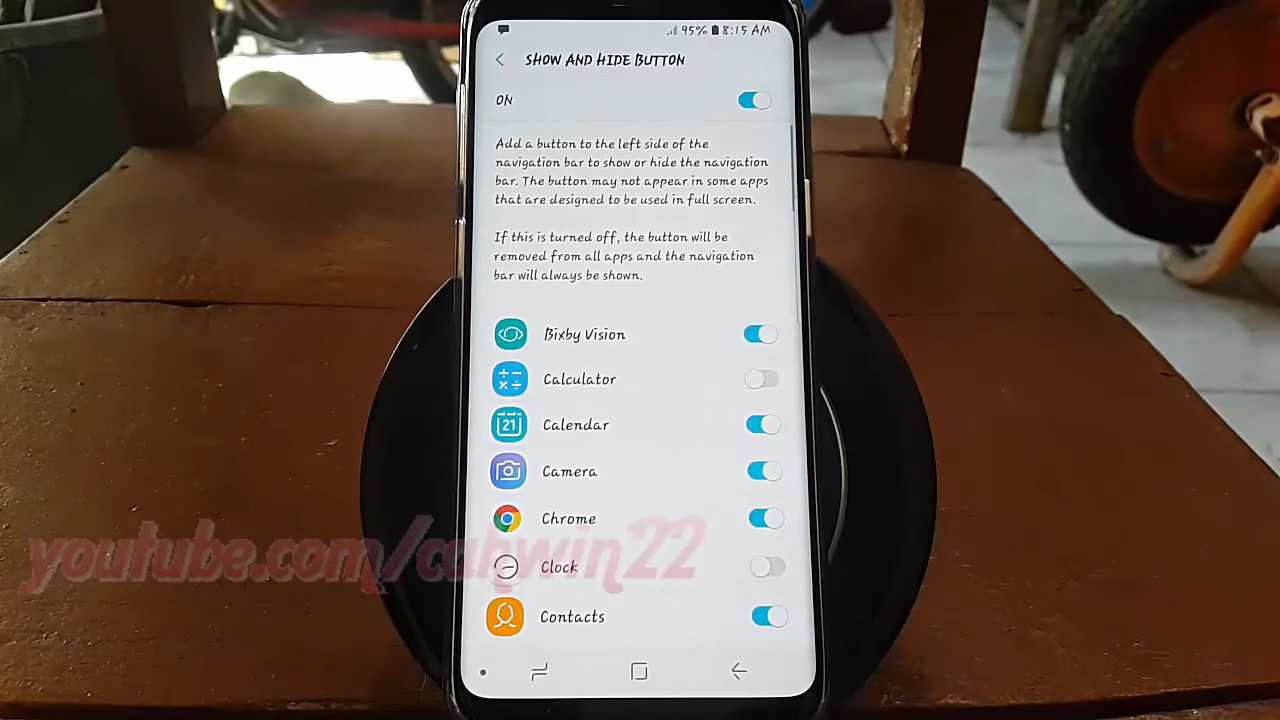 95% 8:15 AM
SHOW AND HIDE BUTTON
ON
Add a button to the left side of the
navigation bar to show or hide the navigation
bar. The button may not appear in some apps
that are designed to be used in full screen.
If this is turned off, the button will be
removed from all apps and the navigation
bar will always be shown.
Bixby Vision
Calculator
21 Calendar
Camera
Chrome
Clock
Contacts
youtube.com/cahwin22